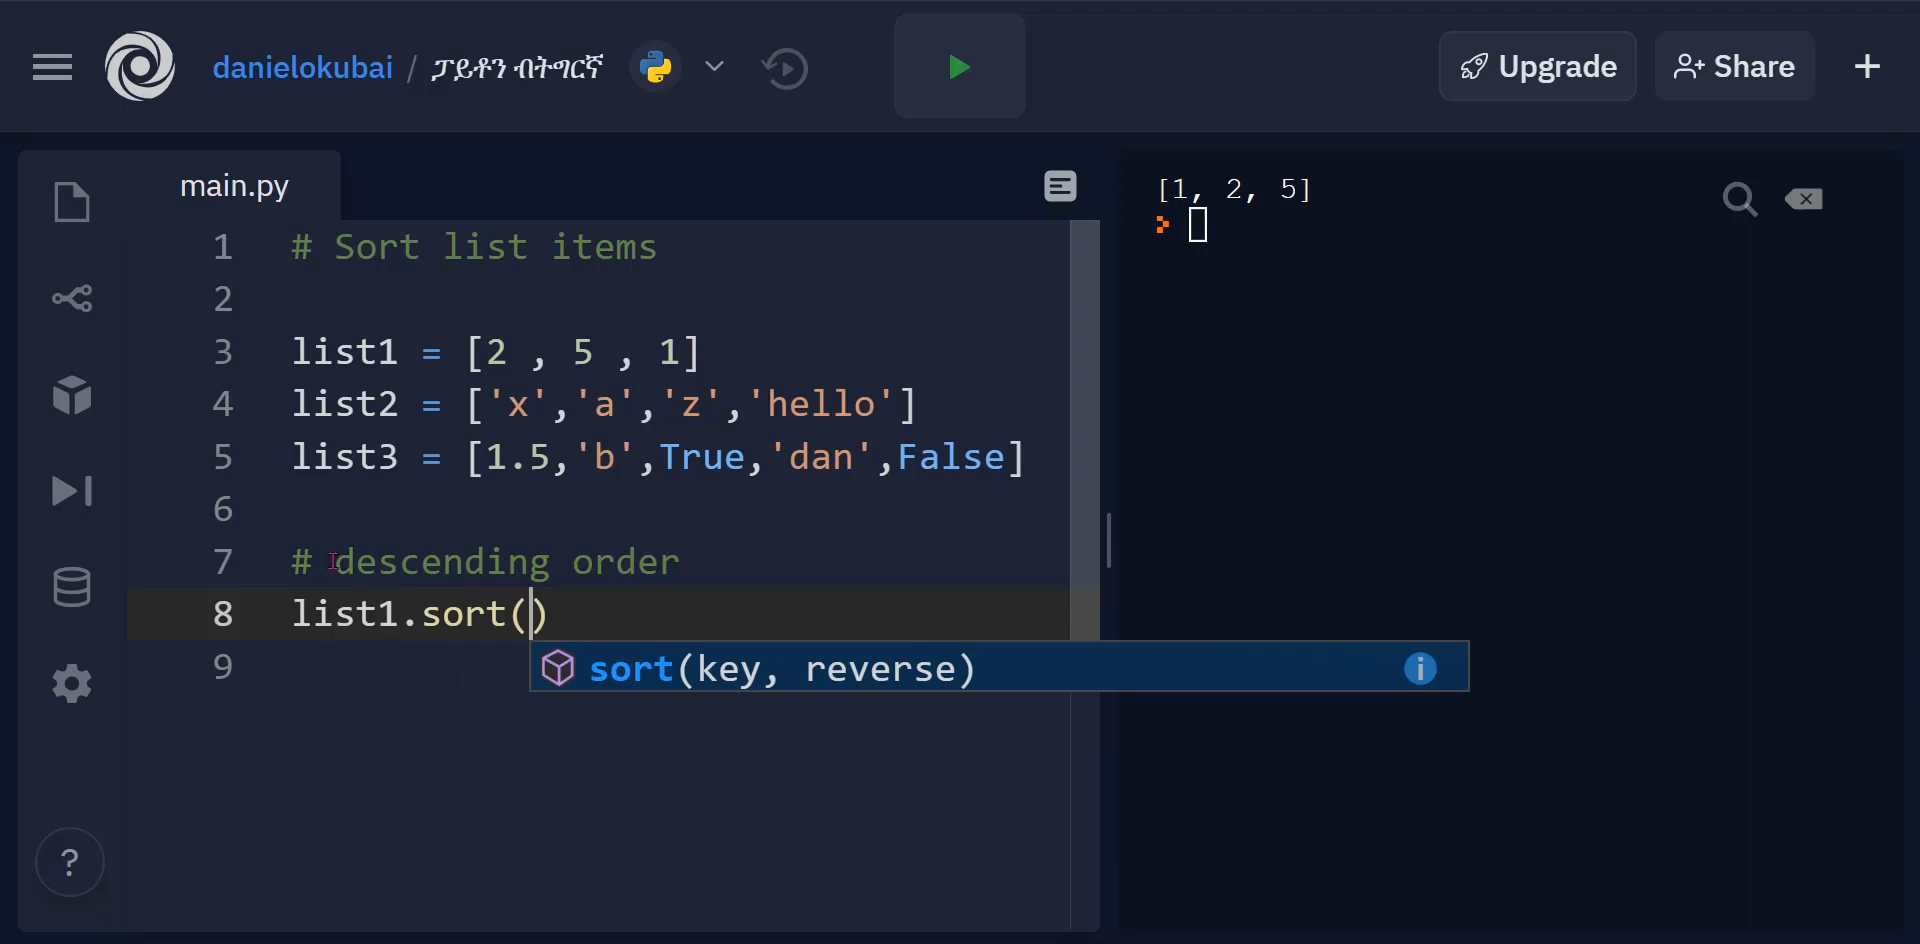 danielokubai / ፓይቶን ብትግርኛ
Upgrade
Share
+
main.py
1 # Sort list items
2
3 list1 = [2 , 5 , 1]
4 list2 = ['x','a','z','hello']
5 list3 = [1.5,'b',True,'dan',False]
6
7 # descending order
8 list1.sort()
sort(key, reverse)
9
?
[1, 2, 5]